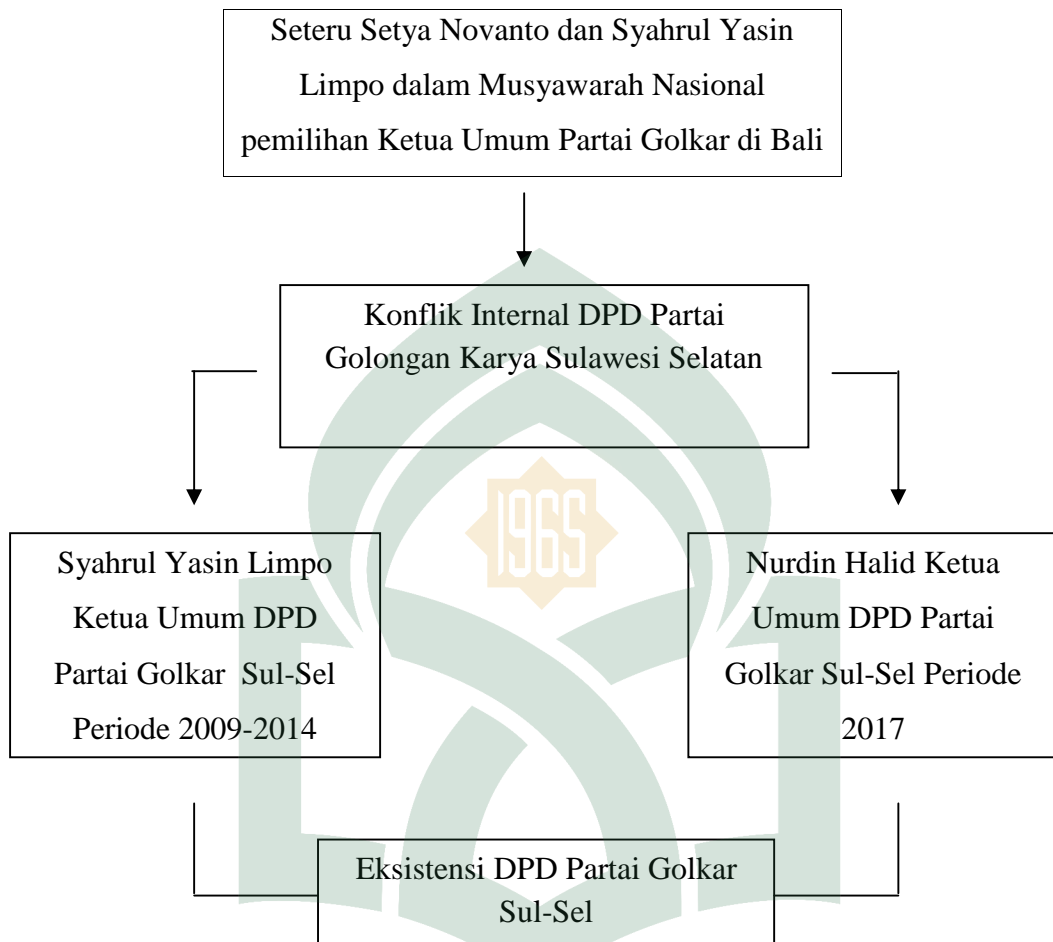 Seteru Setya Novanto dan Syahrul Yasin
Limpo dalam Musyawarah Nasional
pemilihan Ketua Umum Partai Golkar di Bali
Konflik Internal DPD Partai
Golongan Karya Sulawesi Selatan
1965
Syahrul Yasin Limpo
Ketua Umum DPD
Partai Golkar Sul-Sel
Periode 2009-2014
Nurdin Halid Ketua
Umum DPD Partai
Golkar Sul-Sel Periode
2017
Eksistensi DPD Partai Golkar
Sul-Sel